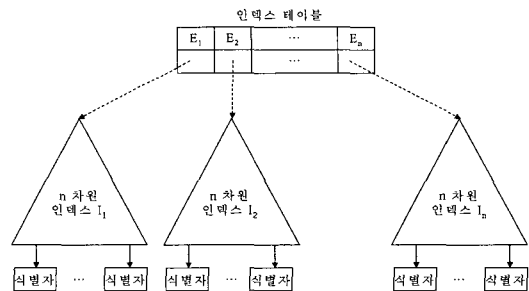 인덱스 테이블
E1 E2 ... En
...
n 차원 n 차원 n 차원
인덱스 I1 인덱스 I2 인덱스 In
식별자 ... 식별자 식별자 ... 식별자 식별자 ... 식별자